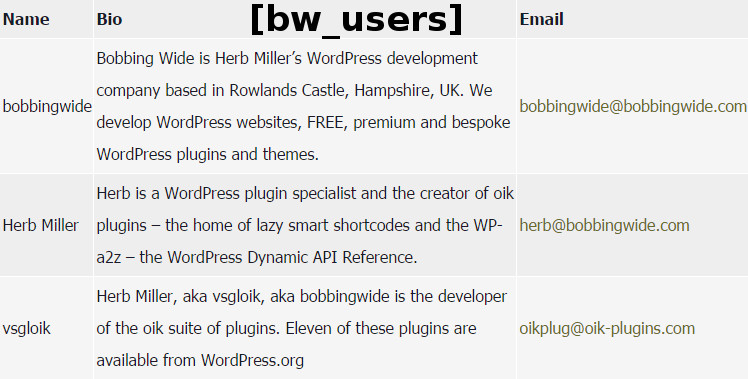 [bw_users]
Name Bio Email
Bobbing Wide is Herb Miller’s WordPress development
company based in Rowlands Castle, Hampshire, UK. We
bobbingwide develop WordPress websites, FREE, premium and bespoke bobbingwide@bobbingwide.com
WordPress plugins and themes.
Herb is a WordPress plugin specialist and the creator of oik
Herb Miller plugins – the home of lazy smart shortcodes and the WP- herb@bobbingwide.com
a2z – the WordPress Dynamic API Reference.
Herb Miller, aka vsgloik, aka bobbingwide is the developer
vsgloik of the oik suite of plugins. Eleven of these plugins are oikplug@oik-plugins.com
available from WordPress.org